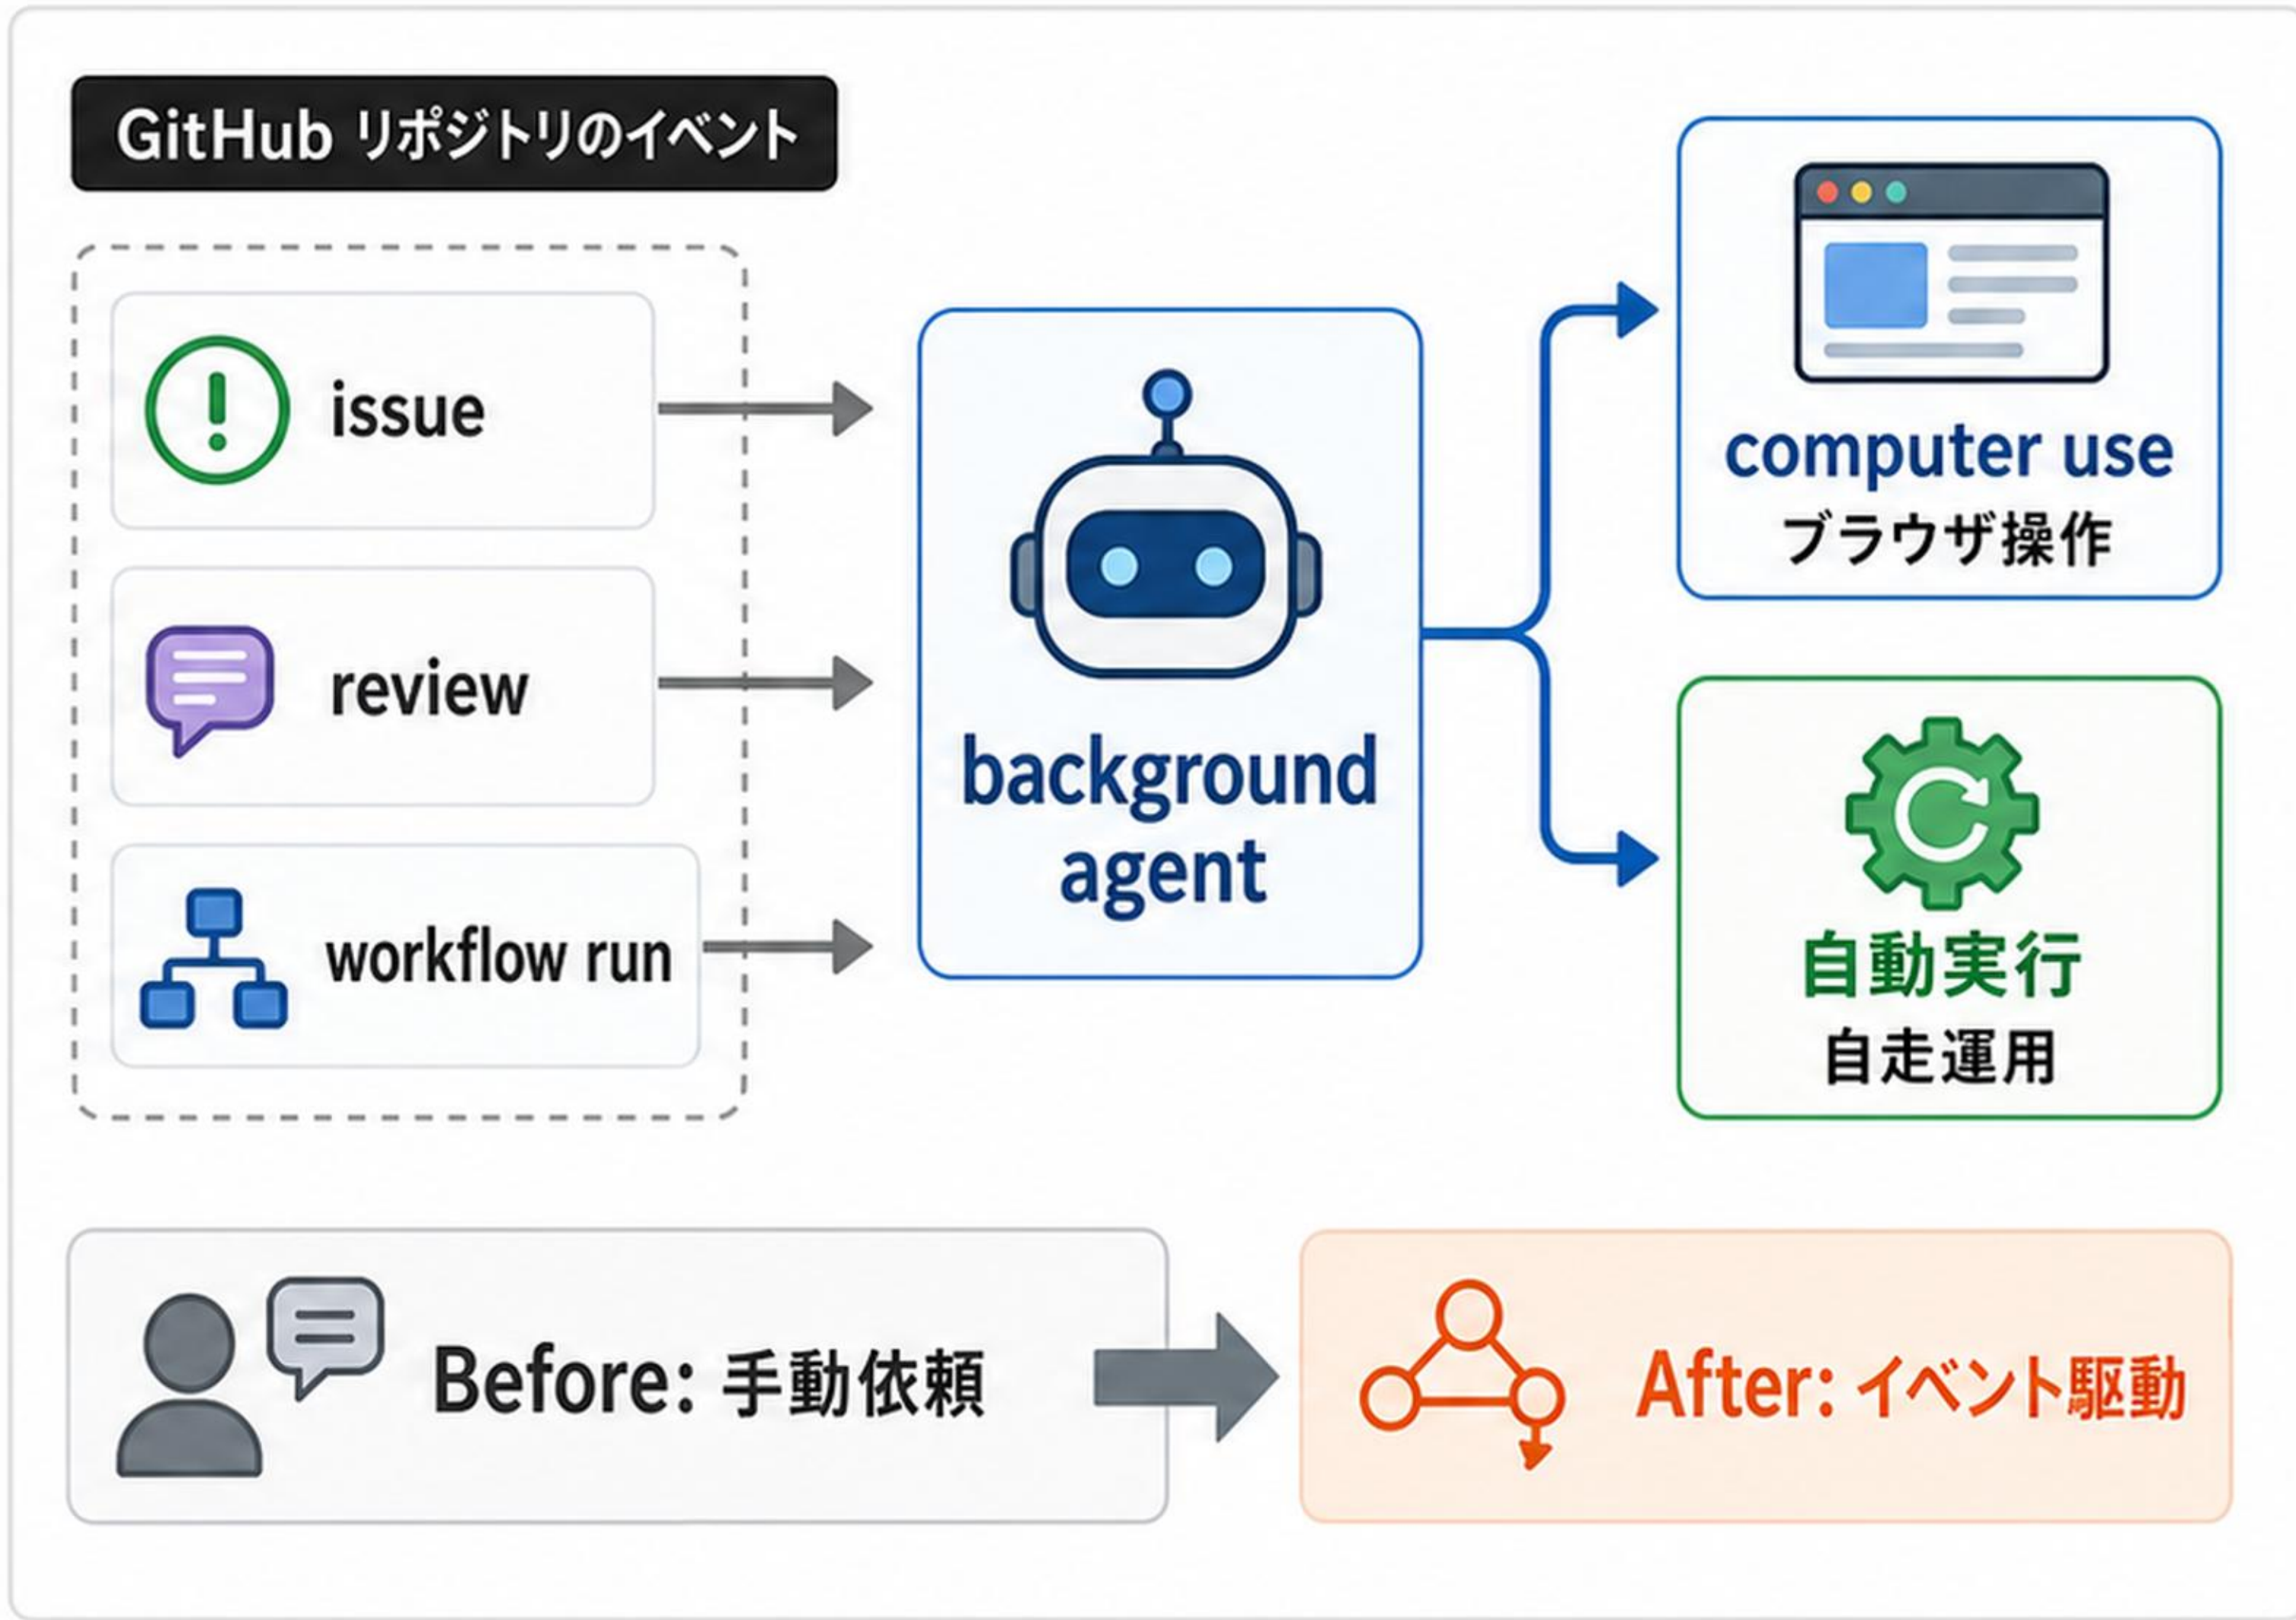 GitHub リポジトリのイベント
issue
review
workflow run
background
agent
computer use
ブラウザ操作
自動実行
自走運用
Before: 手動依頼
After: イベント駆動